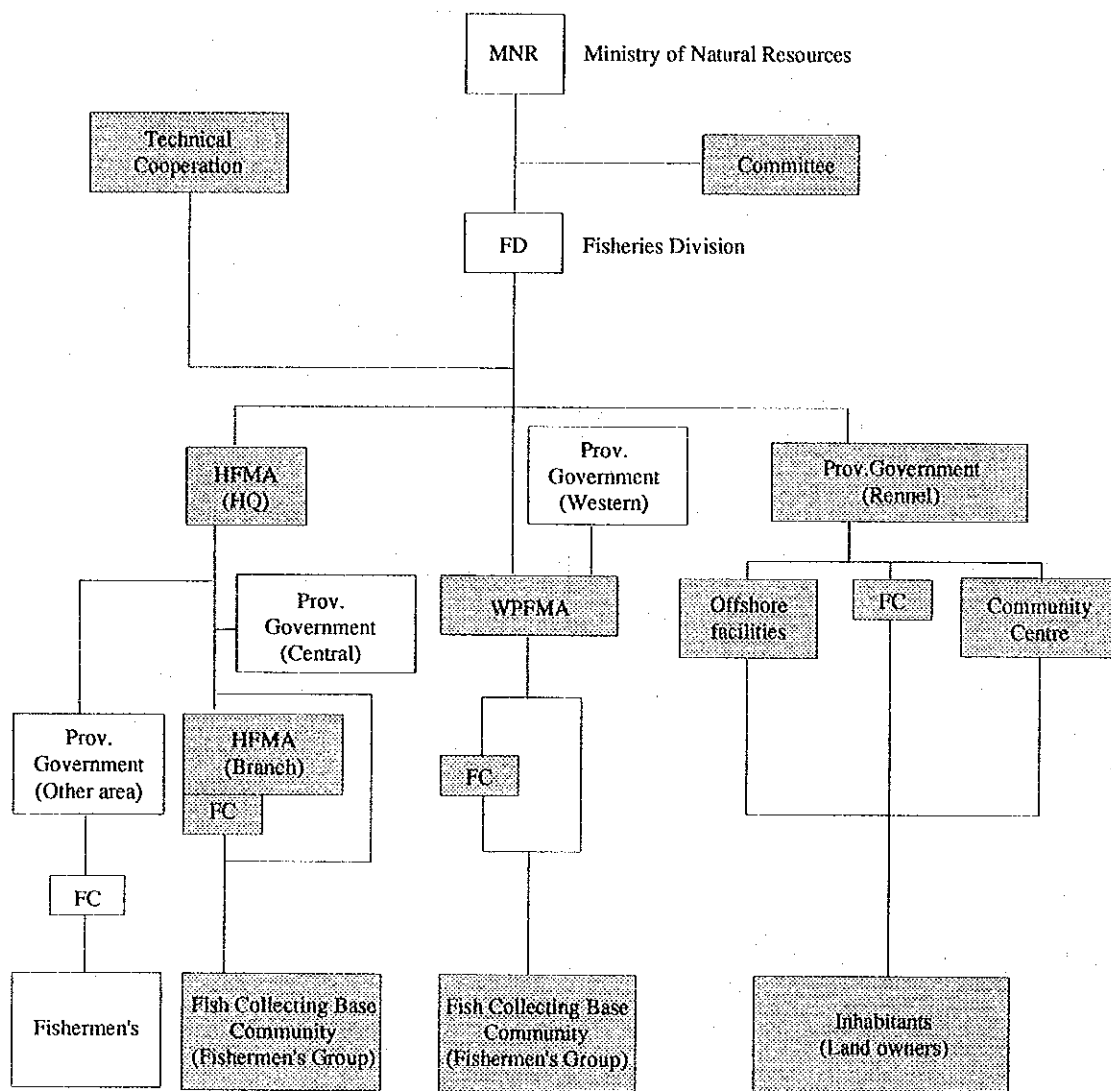 MNR
Ministry of Natural Resources
Technical
Cooperation
Committee
FD
Fisheries Division
HFMA
(HQ)
Prov.
Government
(Western)
Prov.Government
(Rennel)
Prov.
Government
(Central)
WPFMA
Offshore
facilities
FC
Community
Centre
Prov.
Government
(Other area)
HFMA
(Branch)
FC
FC
FC
Fishermen's
Fish Collecting Base
Community
(Fishermen's Group)
Fish Collecting Base
Community
(Fishermen's Group)
Inhabitants
(Land owners)